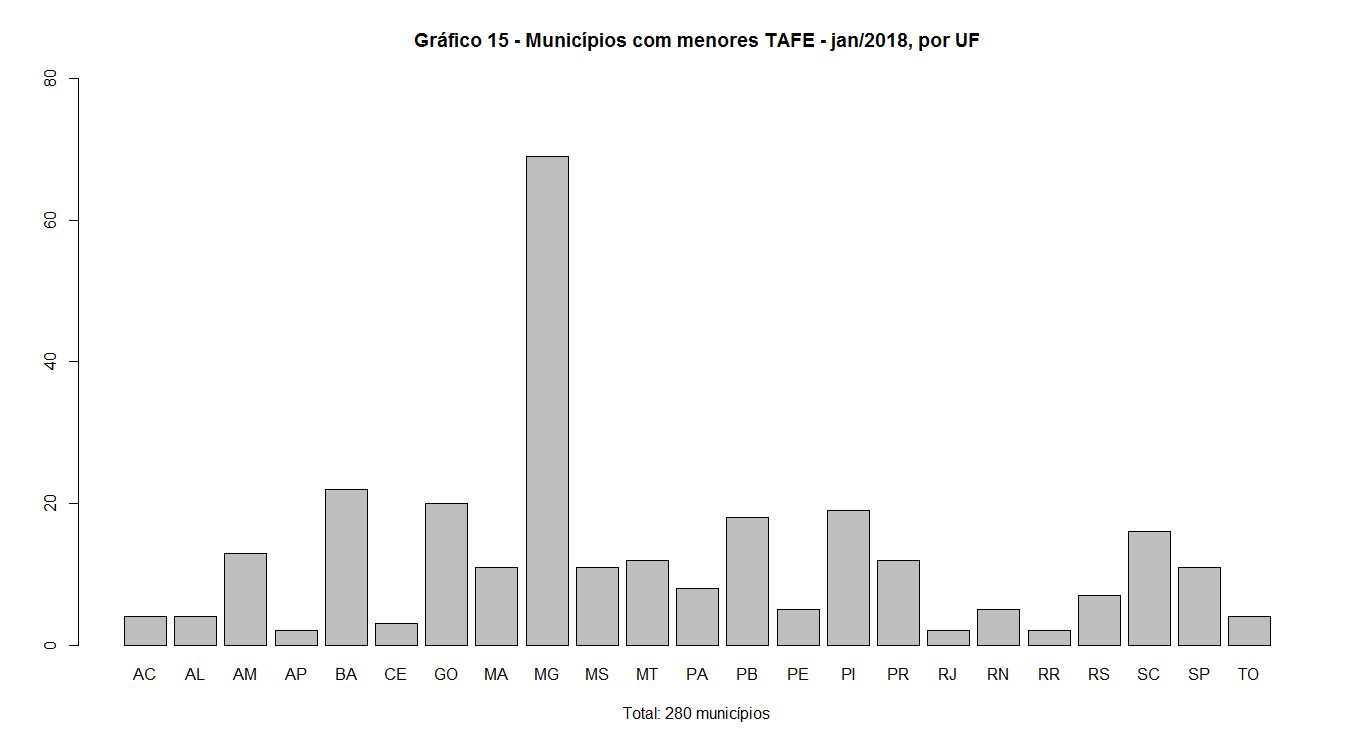 Gráfico 15 - Municípios com menores TAFE - jan/2018, por UF
80
60
40
20
0
AC AL AM AP BA CE GO MA MG MS MT PA PB PE PI PR RJ RN RR RS SC SP TO
Total: 280 municípios